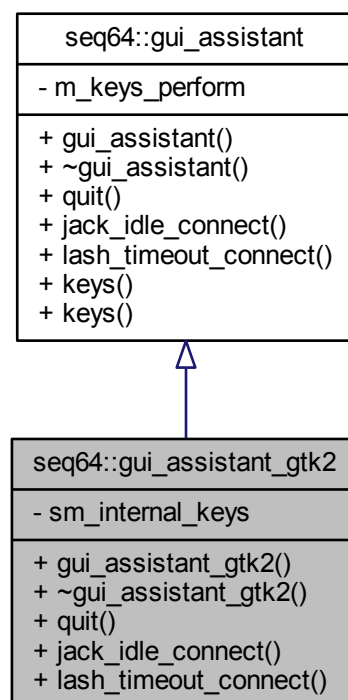 seq64::gui_assistant
- m_keys_perform
+ gui_assistant()
+ ~gui_assistant()
+ quit()
+ jack_idle_connect()
+ lash_timeout_connect()
+ keys()
+ keys()
seq64::gui_assistant_gtk2
- sm_internal_keys
+ gui_assistant_gtk2()
+ ~gui_assistant_gtk2()
+ quit()
+ jack_idle_connect()
+ lash_timeout_connect()